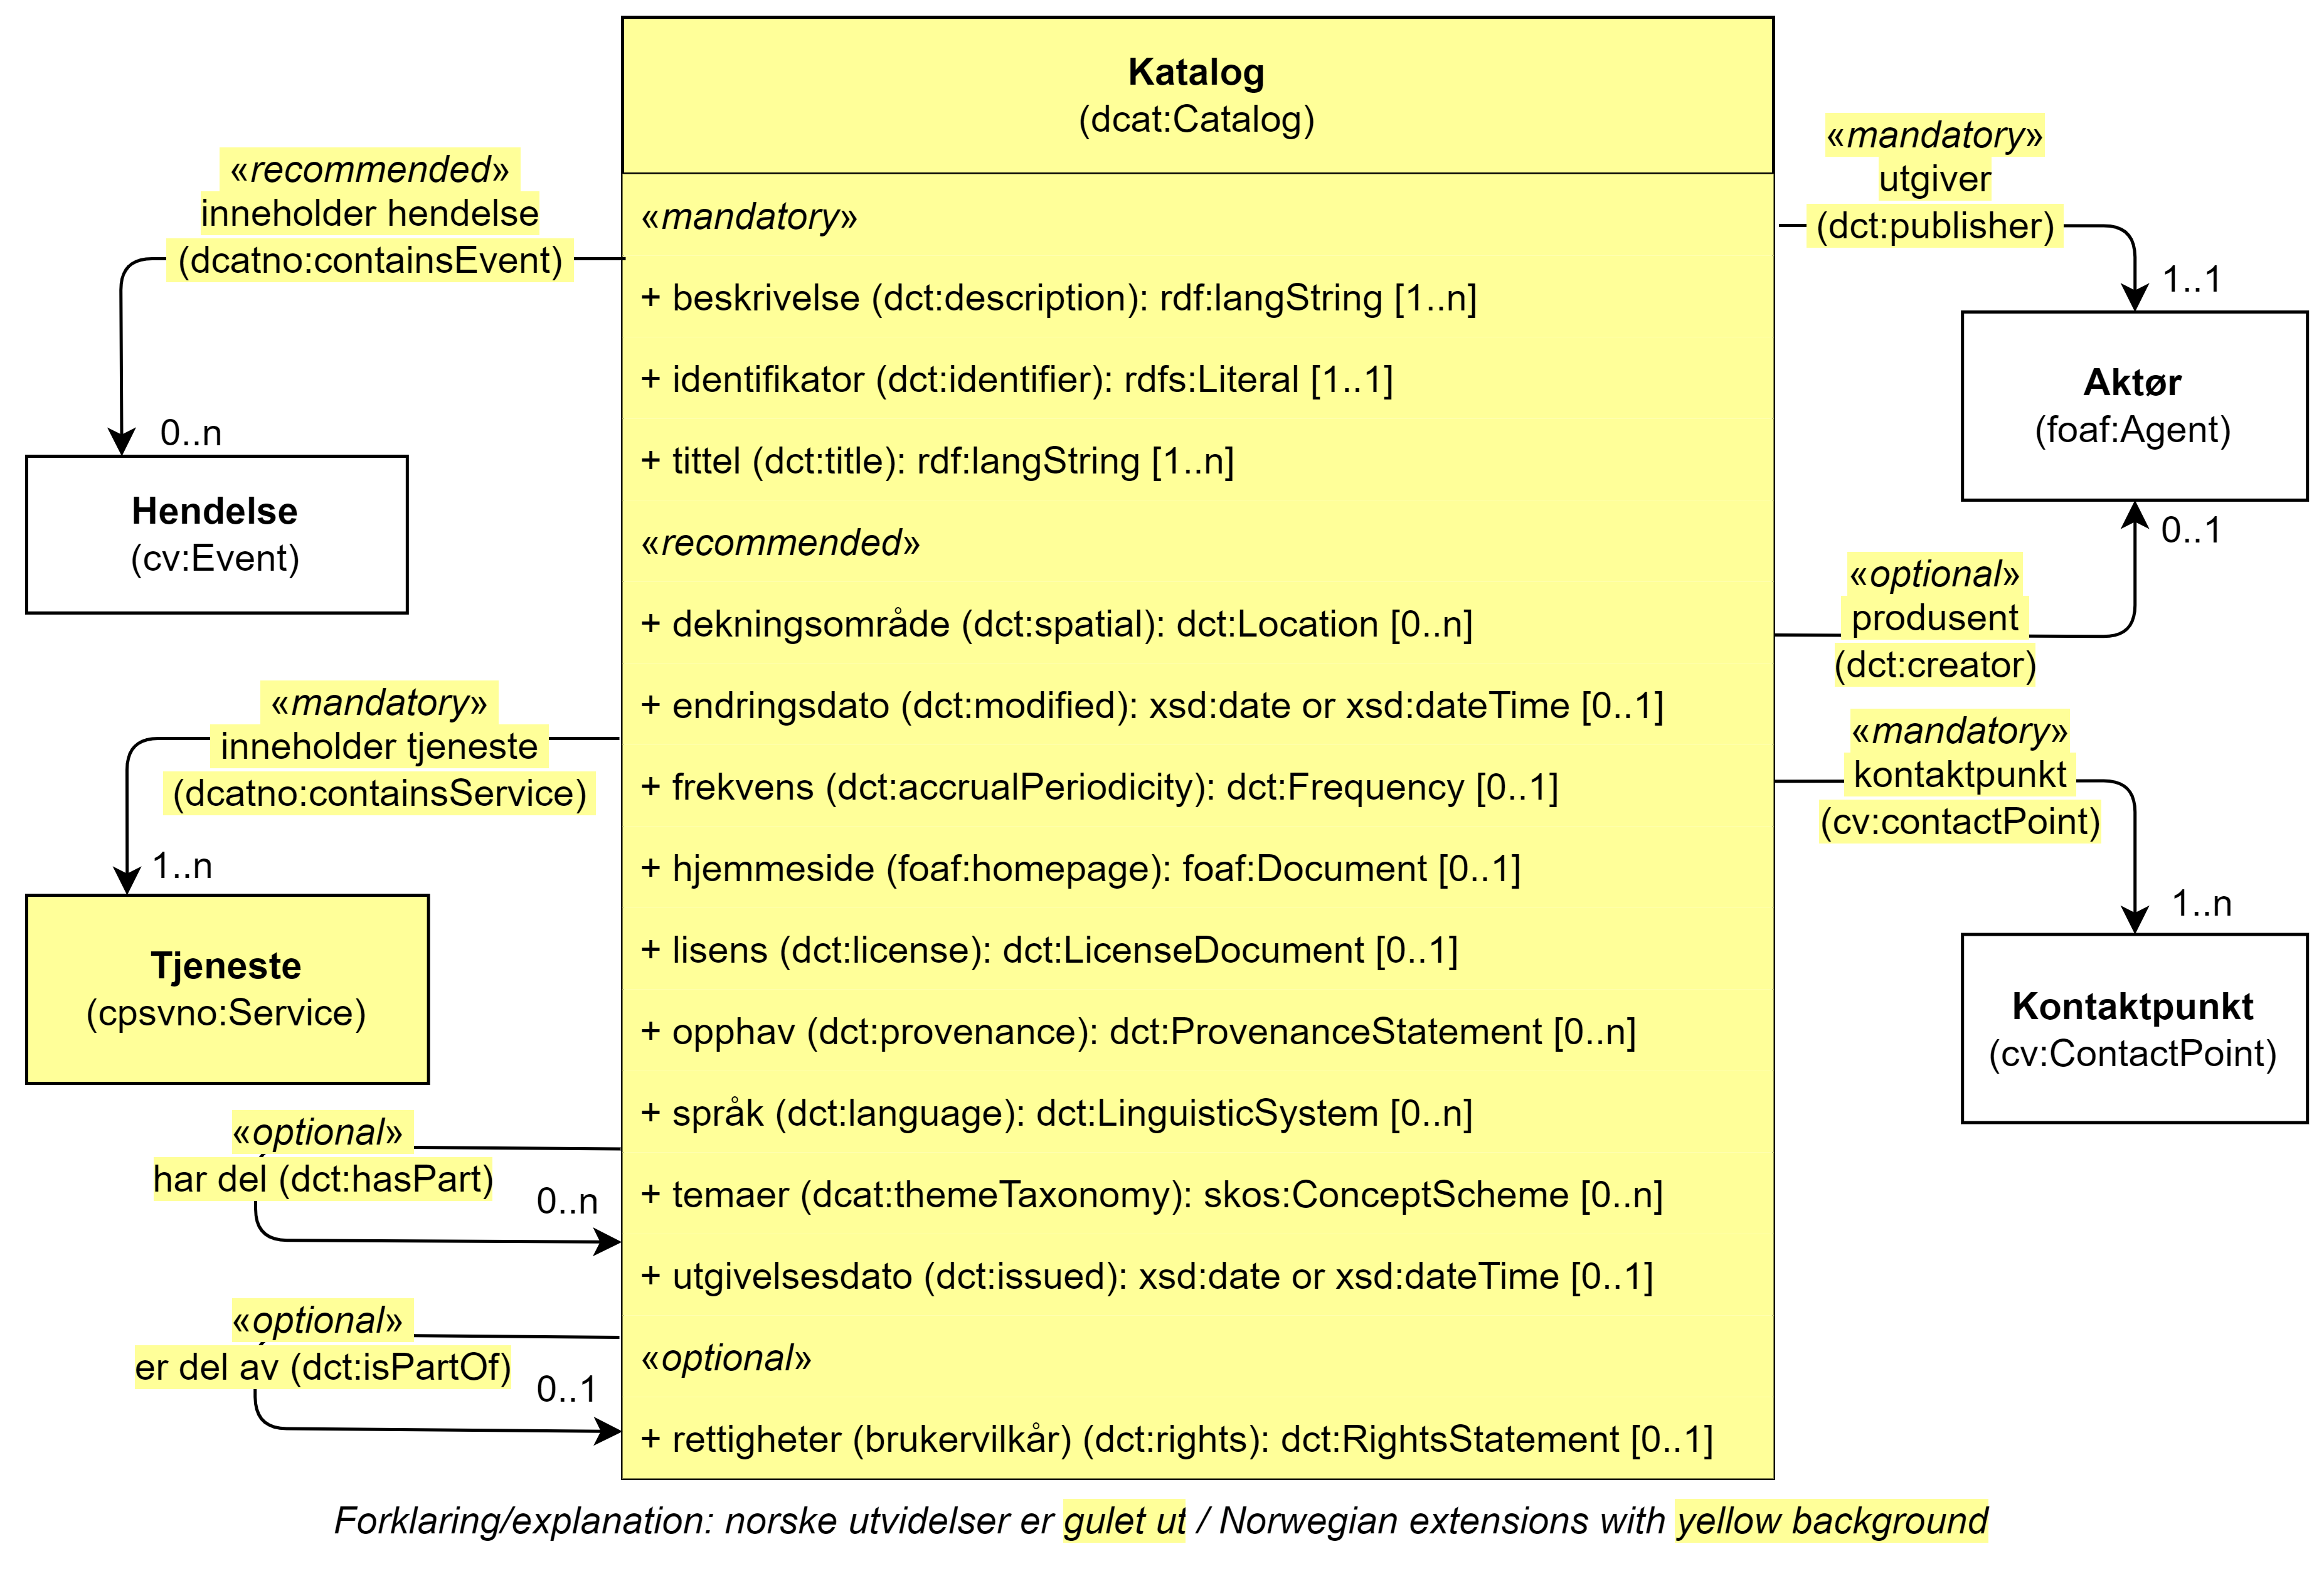 Katalog
(dcat:Catalog)
«mandatory»
+ beskrivelse (dct:description): rdf:langString [1..n]
+ identifikator (dct:identifier): rdfs:Literal [1..1]
+ tittel (dct:title): rdf:langString [1..n]
«recommended»
+ dekningsområde (dct:spatial): dct:Location [0..n]
+ endringsdato (dct:modified): xsd:date or xsd:dateTime [0..1]
+ frekvens (dct:accrualPeriodicity): dct:Frequency [0..1]
+ hjemmeside (foaf:homepage): foaf:Document [0..1]
+ lisens (dct:license): dct:LicenseDocument [0..1]
+ opphav (dct:provenance): dct:ProvenanceStatement [0..n]
+ språk (dct:language): dct:LinguisticSystem [0..n]
+ temaer (dcat:themeTaxonomy): skos:ConceptScheme [0..n]
+ utgivelsesdato (dct:issued): xsd:date or xsd:dateTime [0..1]
«optional»
+ rettigheter (brukervilkår) (dct:rights): dct:RightsStatement [0..1]
«recommended»
inneholder hendelse
(dcatno:containsEvent)
0..n
Hendelse
(cv:Event)
«mandatory»
inneholder tjeneste
(dcatno:containsService)
1..n
Tjeneste
(cpsvno:Service)
«optional»
har del (dct:hasPart)
0..n
«optional»
er del av (dct:isPartOf)
0..1
«mandatory»
utgiver
(dct:publisher)
1..1
Aktør
(foaf:Agent)
0..1
«optional»
produsent
(dct:creator)
«mandatory»
kontaktpunkt
(cv:contactPoint)
1..n
Kontaktpunkt
(cv:ContactPoint)
Forklaring/explanation: norske utvidelser er gulet ut / Norwegian extensions with yellow background